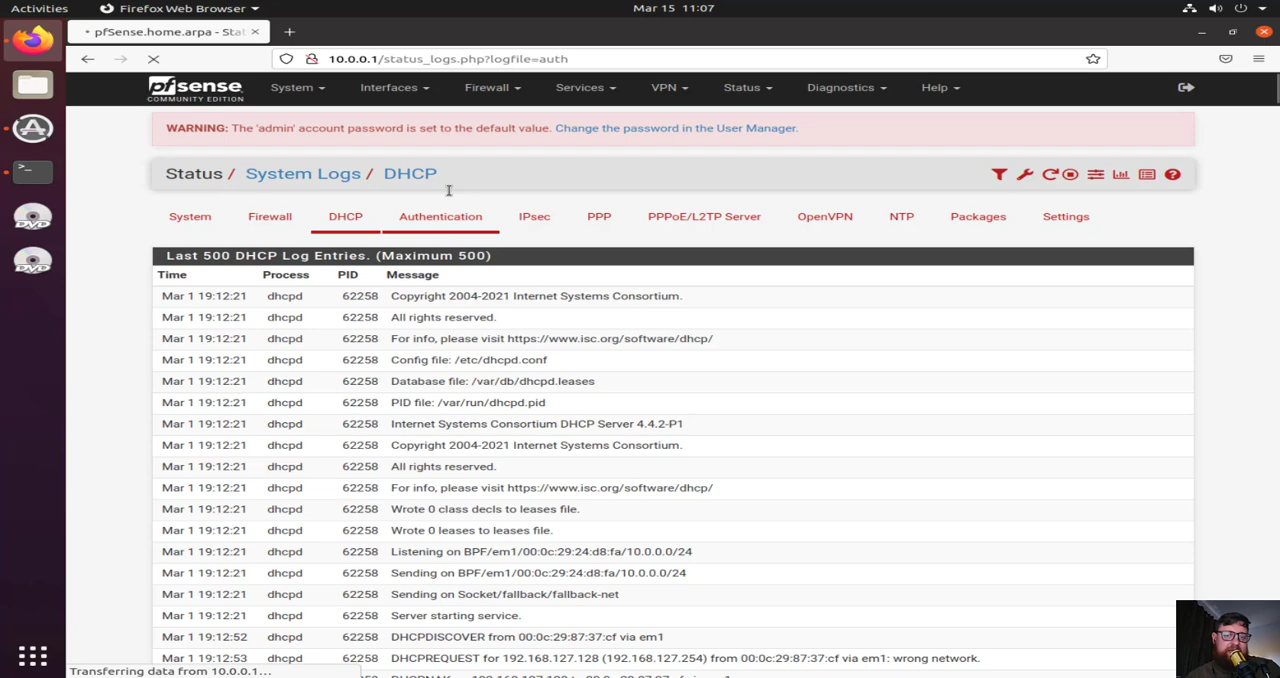 Activities Firefox Web Browser Mar 15 11:07
pfSense.home.arpa - Stat
10.0.0.1/status_logs.php?logfile=auth
pfsense System Interfaces Firewall Services VPN Status Diagnostics Help
COMMUNITY EDITION
WARNING: The 'admin' account password is set to the default value. Change the password in the User Manager.
Status / System Logs / DHCP
System Firewall DHCP Authentication IPsec PPP PPPoE/L2TP Server OpenVPN NTP Packages Settings
Last 500 DHCP Log Entries. (Maximum 500)
Time Process PID Message
Mar 1 19:12:21 dhcpd 62258 Copyright 2004-2021 Internet Systems Consortium.
Mar 1 19:12:21 dhcpd 62258 All rights reserved.
Mar 1 19:12:21 dhcpd 62258 For info, please visit https://www.isc.org/software/dhcp/
Mar 1 19:12:21 dhcpd 62258 Config file: /etc/dhcpd.conf
Mar 1 19:12:21 dhcpd 62258 Database file: /var/db/dhcpd.leases
Mar 1 19:12:21 dhcpd 62258 PID file: /var/run/dhcpd.pid
Mar 1 19:12:21 dhcpd 62258 Internet Systems Consortium DHCP Server 4.4.2-P1
Mar 1 19:12:21 dhcpd 62258 Copyright 2004-2021 Internet Systems Consortium.
Mar 1 19:12:21 dhcpd 62258 All rights reserved.
Mar 1 19:12:21 dhcpd 62258 For info, please visit https://www.isc.org/software/dhcp/
Mar 1 19:12:21 dhcpd 62258 Wrote 0 class decls to leases file.
Mar 1 19:12:21 dhcpd 62258 Wrote 0 leases to leases file.
Mar 1 19:12:21 dhcpd 62258 Listening on BPF/em1/00:0c:29:24:d8:fa/10.0.0.0/24
Mar 1 19:12:21 dhcpd 62258 Sending on BPF/em1/00:0c:29:24:d8:fa/10.0.0.0/24
Mar 1 19:12:21 dhcpd 62258 Sending on Socket/fallback/fallback-net
Mar 1 19:12:21 dhcpd 62258 Server starting service.
Mar 1 19:12:52 dhcpd 62258 DHCPDISCOVER from 00:0c:29:87:37:cf via em1
Mar 1 19:12:53 dhcpd 62258 DHCPREQUEST for 192.168.127.128 (192.168.127.254) from 00:0c:29:87:37:cf via em1: wrong network.
Transferring data from 10.0.0.1...